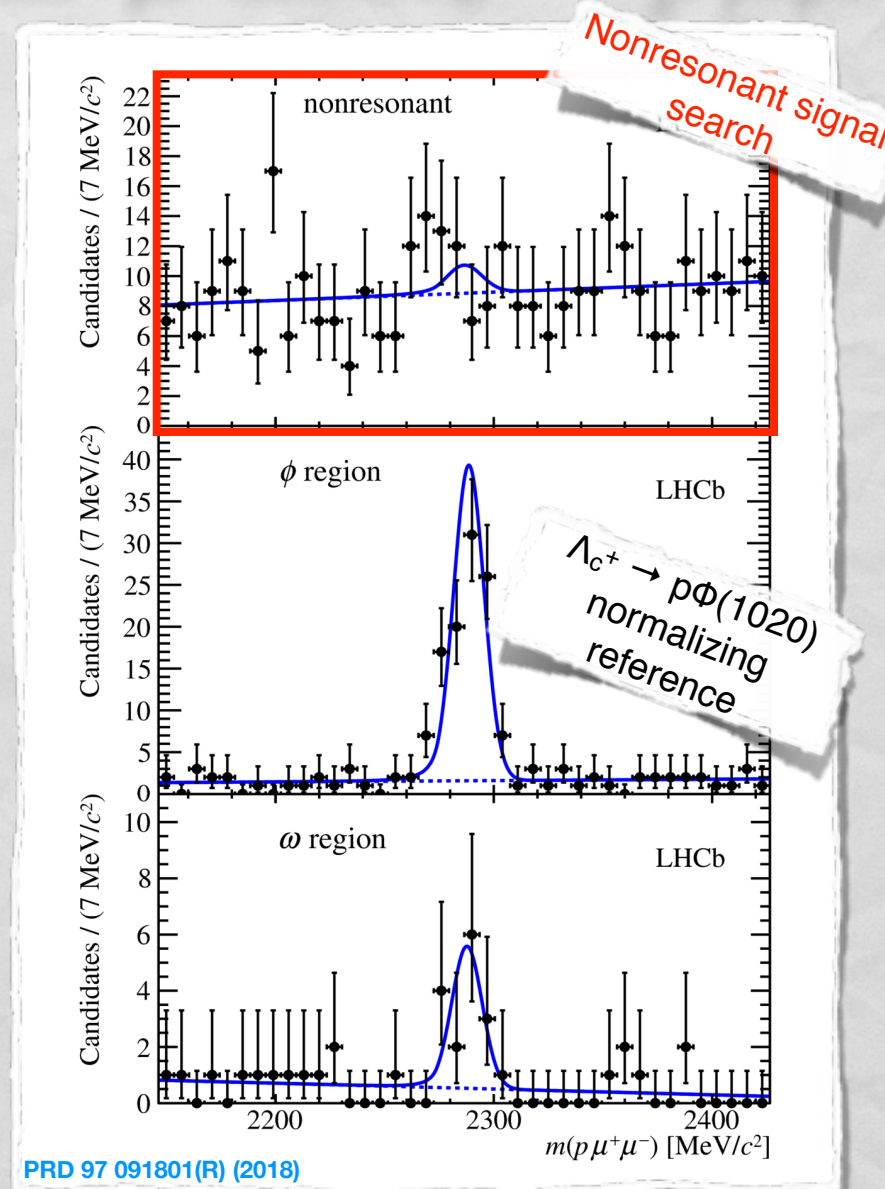 Nonresonant signal
search
nonresonant
Candidates / (7 MeV/c²)
22
20
18
16
14
12
10
8
6
4
2
0
ϕ region
LHCb
Λc⁺ → pΦ(1020)
normalizing
reference
Candidates / (7 MeV/c²)
40
35
30
25
20
15
10
5
0
ω region
LHCb
Candidates / (7 MeV/c²)
10
8
6
4
2
0
2200
2300
2400
m(pμ⁺μ⁻) [MeV/c²]
PRD 97 091801(R) (2018)